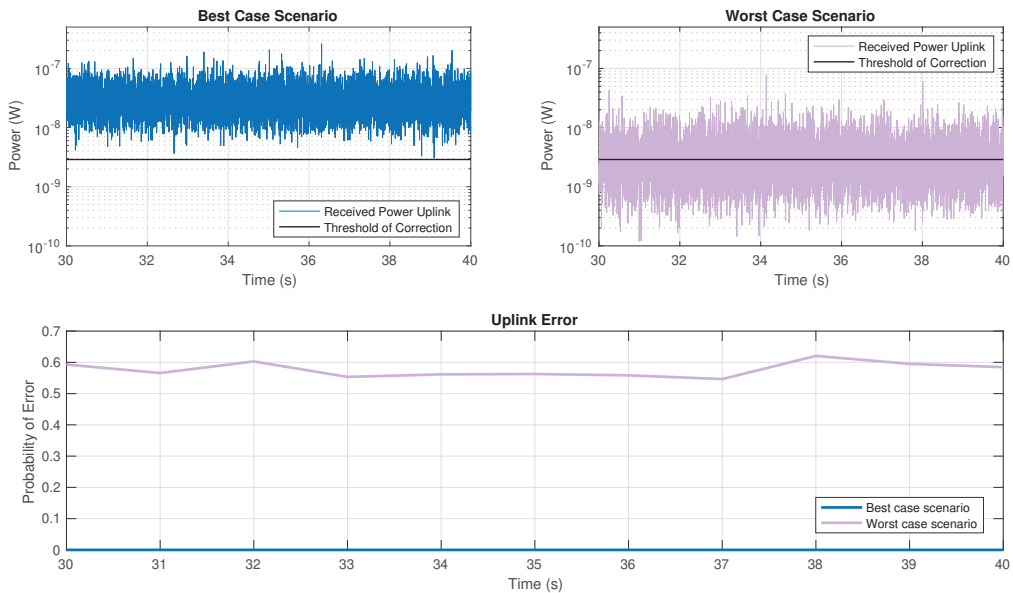 Best Case Scenario
Power (W)
10^-7
10^-8
10^-9
10^-10
30 32 34 36 38 40
Time (s)
Received Power Uplink
Threshold of Correction
Worst Case Scenario
Power (W)
10^-7
10^-8
10^-9
10^-10
30 32 34 36 38 40
Time (s)
Received Power Uplink
Threshold of Correction
Uplink Error
Probability of Error
0.7
0.6
0.5
0.4
0.3
0.2
0.1
0
30 31 32 33 34 35 36 37 38 39 40
Time (s)
Best case scenario
Worst case scenario